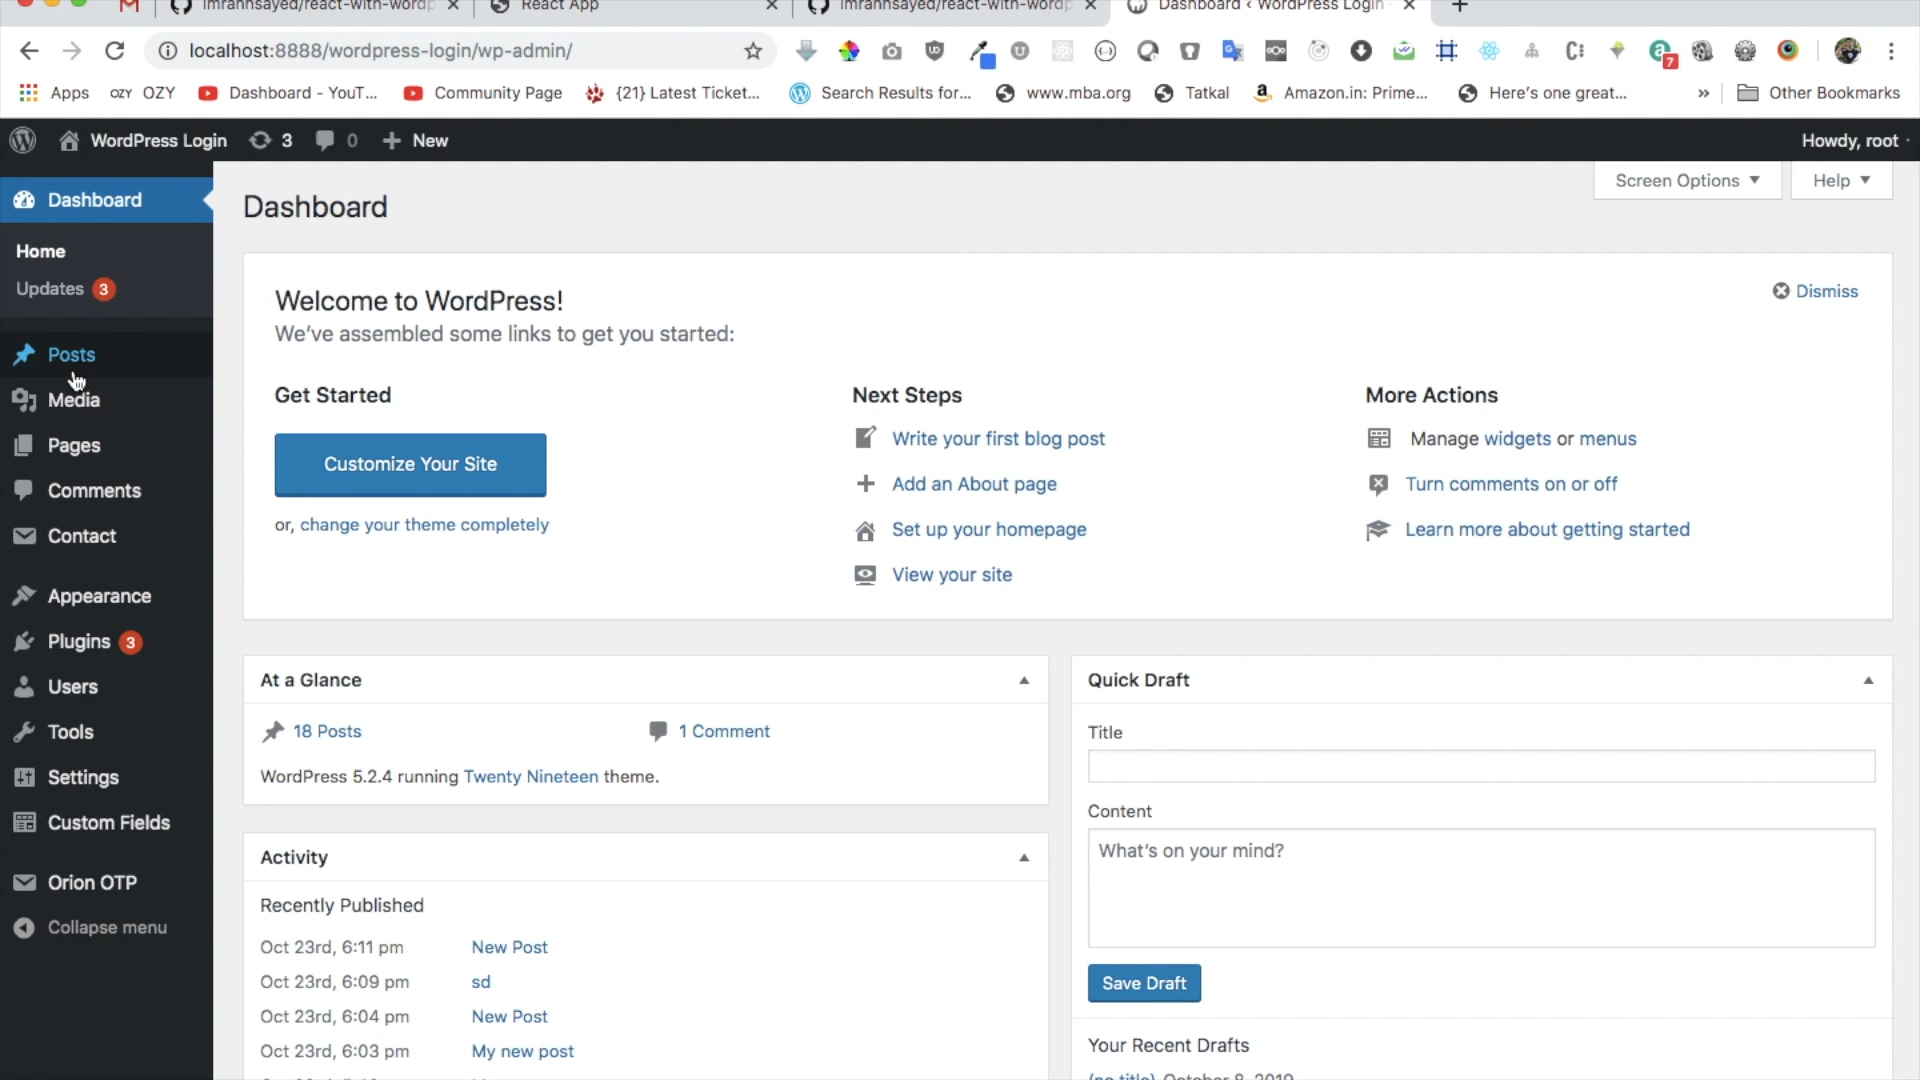 imrannsayed/react-with-wordp
React App
imrannsayed/react-with-wordp
Dashboard ‹ WordPress Login
localhost:8888/wordpress-login/wp-admin/
7
Apps
OZY OZY
Dashboard - YouT...
Community Page
{21} Latest Ticket...
Search Results for...
www.mba.org
Tatkal
Amazon.in: Prime...
Here's one great...
»
Other Bookmarks
WordPress Login
3
0
New
Howdy, root
Dashboard
Home
Updates 3
Posts
Media
Pages
Comments
Contact
Appearance
Plugins 3
Users
Tools
Settings
Custom Fields
Orion OTP
Collapse menu
Screen Options
Help
Dashboard
Welcome to WordPress!
Dismiss
We've assembled some links to get you started:
Get Started
Customize Your Site
or, change your theme completely
Next Steps
Write your first blog post
Add an About page
Set up your homepage
View your site
More Actions
Manage widgets or menus
Turn comments on or off
Learn more about getting started
At a Glance
18 Posts
1 Comment
WordPress 5.2.4 running Twenty Nineteen theme.
Activity
Recently Published
Oct 23rd, 6:11 pm New Post
Oct 23rd, 6:09 pm sd
Oct 23rd, 6:04 pm New Post
Oct 23rd, 6:03 pm My new post
Quick Draft
Title
Content
What's on your mind?
Save Draft
Your Recent Drafts
(no title) October 8, 2019